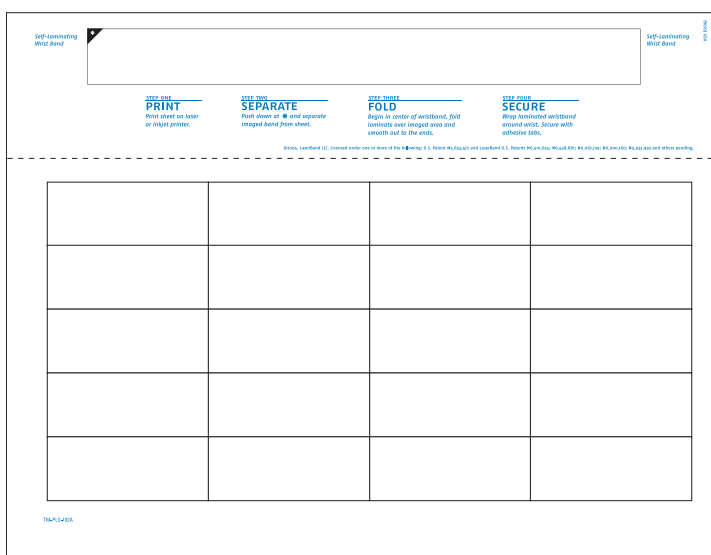 Self-Laminating
Wrist Band
Self-Laminating
Wrist Band
STEP ONE
PRINT
Print sheet on laser
or inkjet printer.
STEP TWO
SEPARATE
Push down at and separate
imaged band from sheet.
STEP THREE
FOLD
Begin in center of wristband, fold
laminate over imaged area and
smooth out to the ends.
STEP FOUR
SECURE
Wrap laminated wristband
around wrist. Secure with
adhesive tabs.
©2004, LaserBand LLC. Licensed under one or more of the following: U.S. Patent and LaserBand U.S. Patents and others pending.